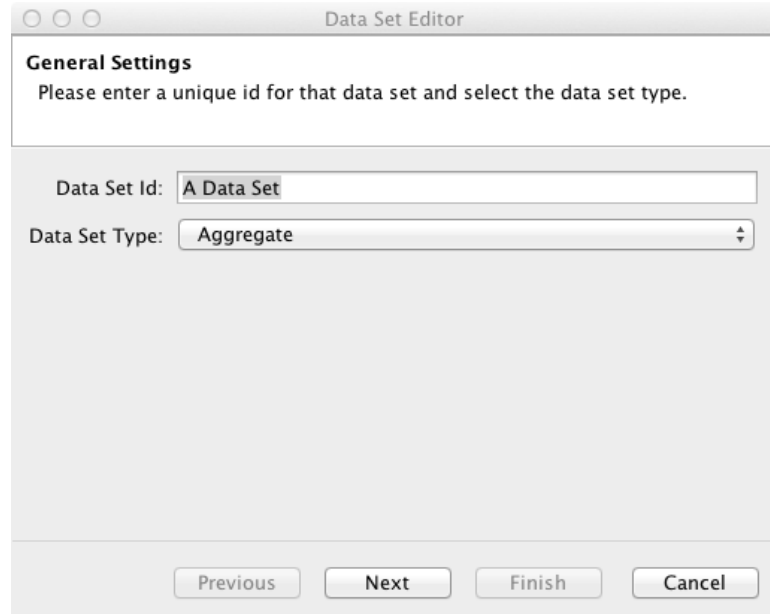 Data Set Editor
General Settings
Please enter a unique id for that data set and select the data set type.
Data Set Id: A Data Set
Data Set Type: Aggregate
Previous Next Finish Cancel